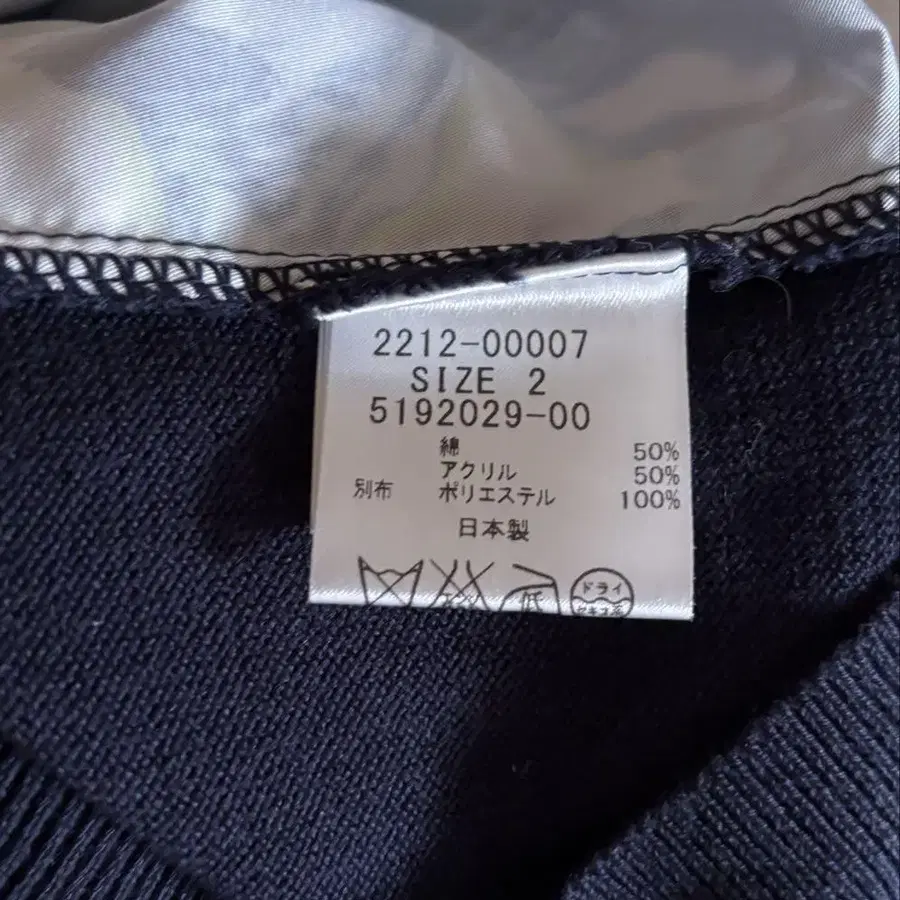 2212-00007
SIZE 2
5192029-00
綿 50%
アクリル 50%
別布 ポリエステル 100%
日本製
低 ドライ